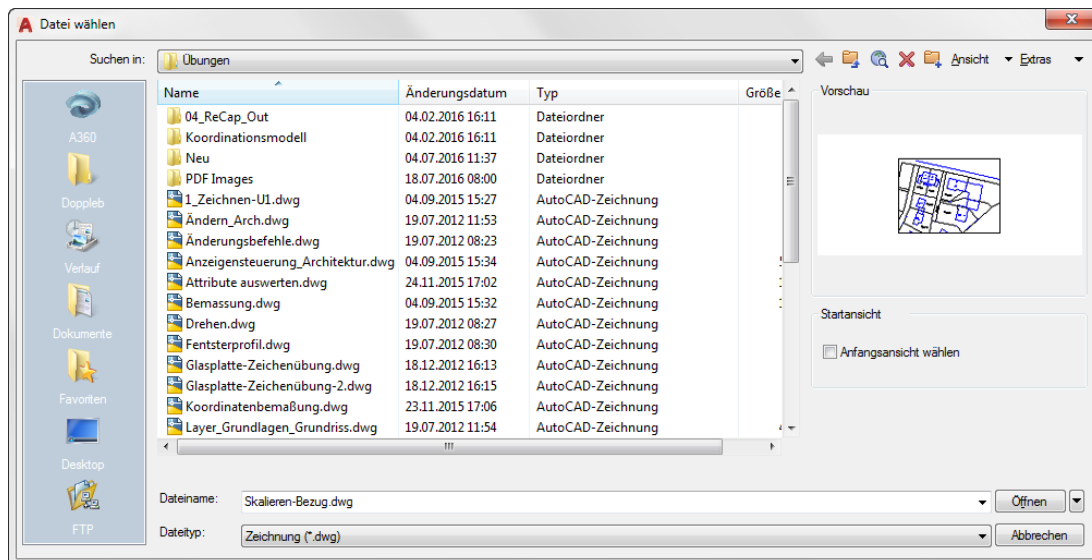 Datei wählen
Suchen in: Übungen Ansicht Extras
Name Änderungsdatum Typ Größe
04_ReCap_Out 04.02.2016 16:11 Dateiordner
Koordinationsmodell 04.02.2016 16:11 Dateiordner
Neu 04.07.2016 11:37 Dateiordner
PDF Images 18.07.2016 08:00 Dateiordner
1_Zeichnen-U1.dwg 04.09.2015 15:27 AutoCAD-Zeichnung
Ändern_Arch.dwg 19.07.2012 11:53 AutoCAD-Zeichnung
Änderungsbefehle.dwg 19.07.2012 08:23 AutoCAD-Zeichnung
Anzeigensteuerung_Architektur.dwg 04.09.2015 15:34 AutoCAD-Zeichnung
Attribute auswerten.dwg 24.11.2015 17:02 AutoCAD-Zeichnung
Bemassung.dwg 04.09.2015 15:32 AutoCAD-Zeichnung
Drehen.dwg 19.07.2012 08:27 AutoCAD-Zeichnung
Fentsterprofil.dwg 19.07.2012 08:30 AutoCAD-Zeichnung
Glasplatte-Zeichenübung.dwg 18.12.2012 16:13 AutoCAD-Zeichnung
Glasplatte-Zeichenübung-2.dwg 18.12.2012 16:15 AutoCAD-Zeichnung
Koordinatenbemaßung.dwg 23.11.2015 17:06 AutoCAD-Zeichnung
Layer_Grundlagen_Grundriss.dwg 19.07.2012 11:54 AutoCAD-Zeichnung
A360
Doppleb
Verlauf
Dokumente
Favoriten
Desktop
FTP
Vorschau
Startansicht
Anfangsansicht wählen
Dateiname: Skalieren-Bezug.dwg Öffnen
Dateityp: Zeichnung (*.dwg) Abbrechen